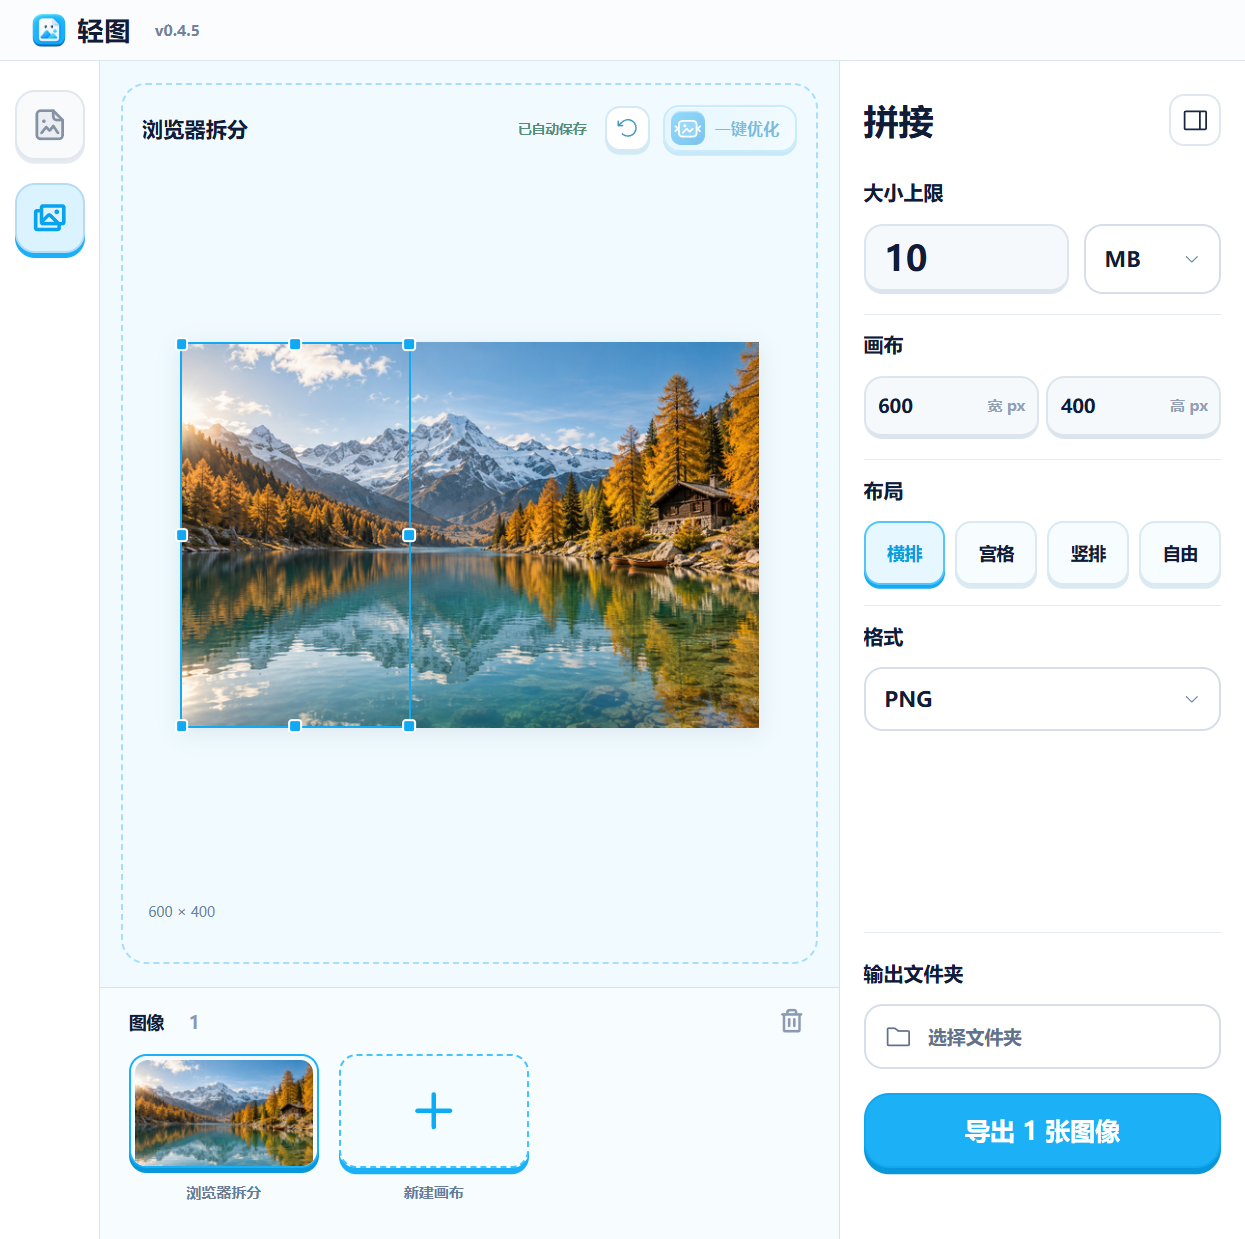 轻图 v0.4.5
浏览器拆分
已自动保存
一键优化
600 × 400
图像 1
浏览器拆分
新建画布
拼接
大小上限
10
MB
画布
600 宽 px
400 高 px
布局
横排
宫格
竖排
自由
格式
PNG
输出文件夹
选择文件夹
导出 1 张图像